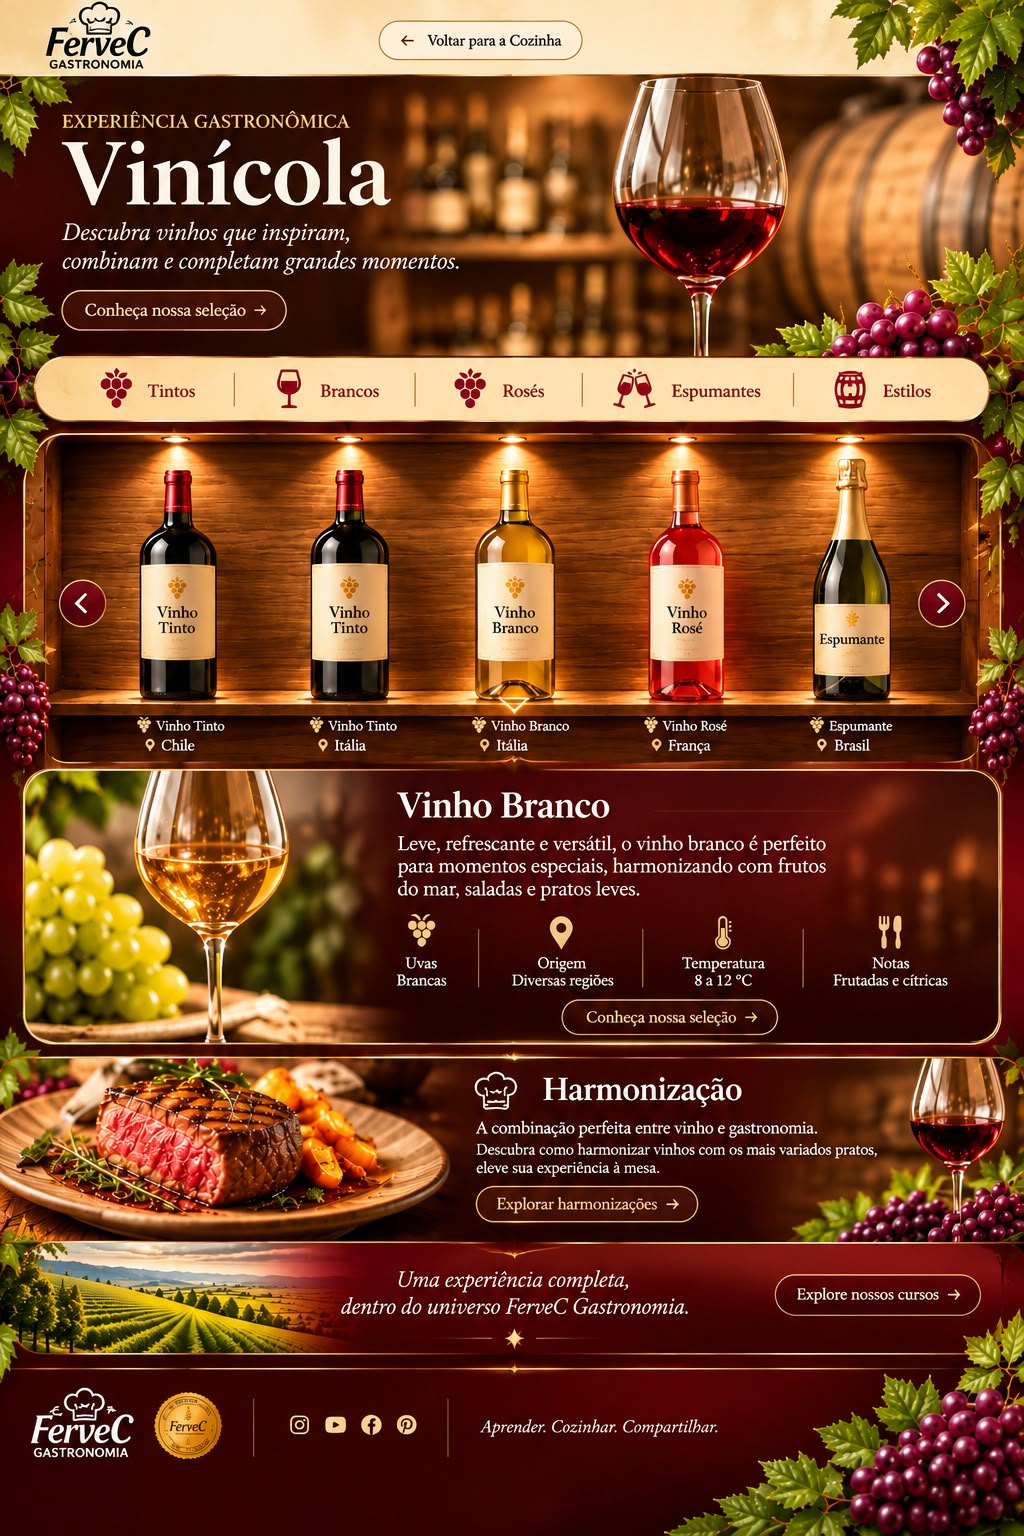 FerveC
GASTRONOMIA
← Voltar para a Cozinha
EXPERIÊNCIA GASTRONÔMICA
Vinícola
Descubra vinhos que inspiram,
combinam e completam grandes momentos.
Conheça nossa seleção →
Tintos
Brancos
Rosés
Espumantes
Estilos
Vinho
Tinto
Vinho
Tinto
Vinho
Branco
Vinho
Rosé
Espumante
Vinho Tinto
Chile
Vinho Tinto
Itália
Vinho Branco
Itália
Vinho Rosé
França
Espumante
Brasil
Vinho Branco
Leve, refrescante e versátil, o vinho branco é perfeito
para momentos especiais, harmonizando com frutos
do mar, saladas e pratos leves.
Uvas
Brancas
Origem
Diversas regiões
Temperatura
8 a 12 °C
Notas
Frutadas e cítricas
Conheça nossa seleção →
Harmonização
A combinação perfeita entre vinho e gastronomia.
Descubra como harmonizar vinhos com os mais variados pratos,
eleve sua experiência à mesa.
Explorar harmonizações →
Uma experiência completa,
dentro do universo FerveC Gastronomia.
Explore nossos cursos →
FerveC
GASTRONOMIA
FerveC
Aprender. Cozinhar. Compartilhar.